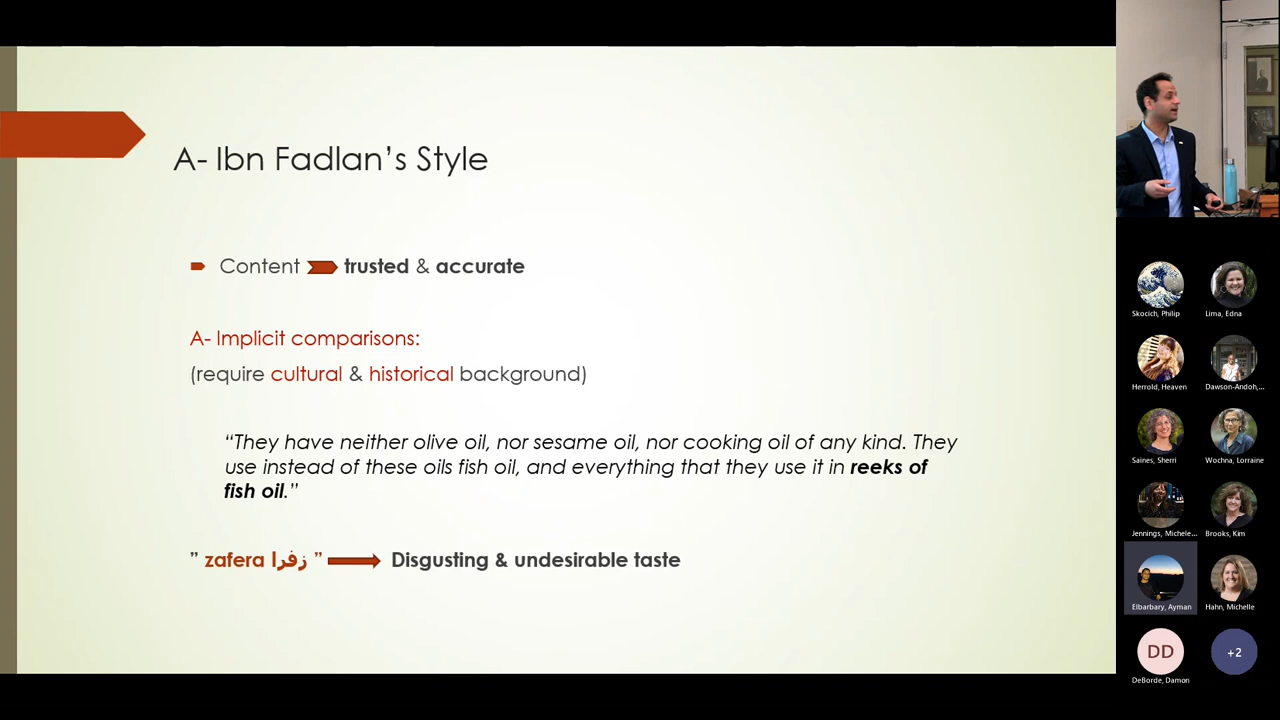 A- Ibn Fadlan's Style
Content trusted & accurate
A- Implicit comparisons:
(require cultural & historical background)
“They have neither olive oil, nor sesame oil, nor cooking oil of any kind. They
use instead of these oils fish oil, and everything that they use it in reeks of
fish oil.”
” zafera زفرا ” Disgusting & undesirable taste
Skocich, Philip
Lima, Edna
Herrold, Heaven
Dawson-Andoh,...
Saines, Sherri
Wochna, Lorraine
Jennings, Michele...
Brooks, Kim
Elbarbary, Ayman
Hahn, Michelle
DD
+2
DeBorde, Damon